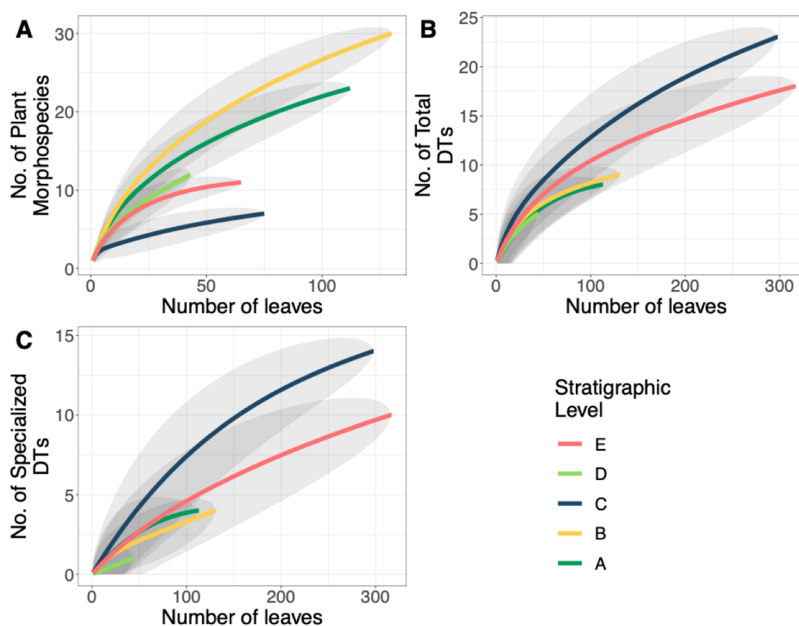 A
No. of Plant
Morphospecies
30
20
10
0
0 50 100
Number of leaves
B
No. of Total
DTs
25
20
15
10
5
0
0 100 200 300
Number of leaves
C
No. of Specialized
DTs
15
10
5
0
0 100 200 300
Number of leaves
Stratigraphic
Level
E
D
C
B
A